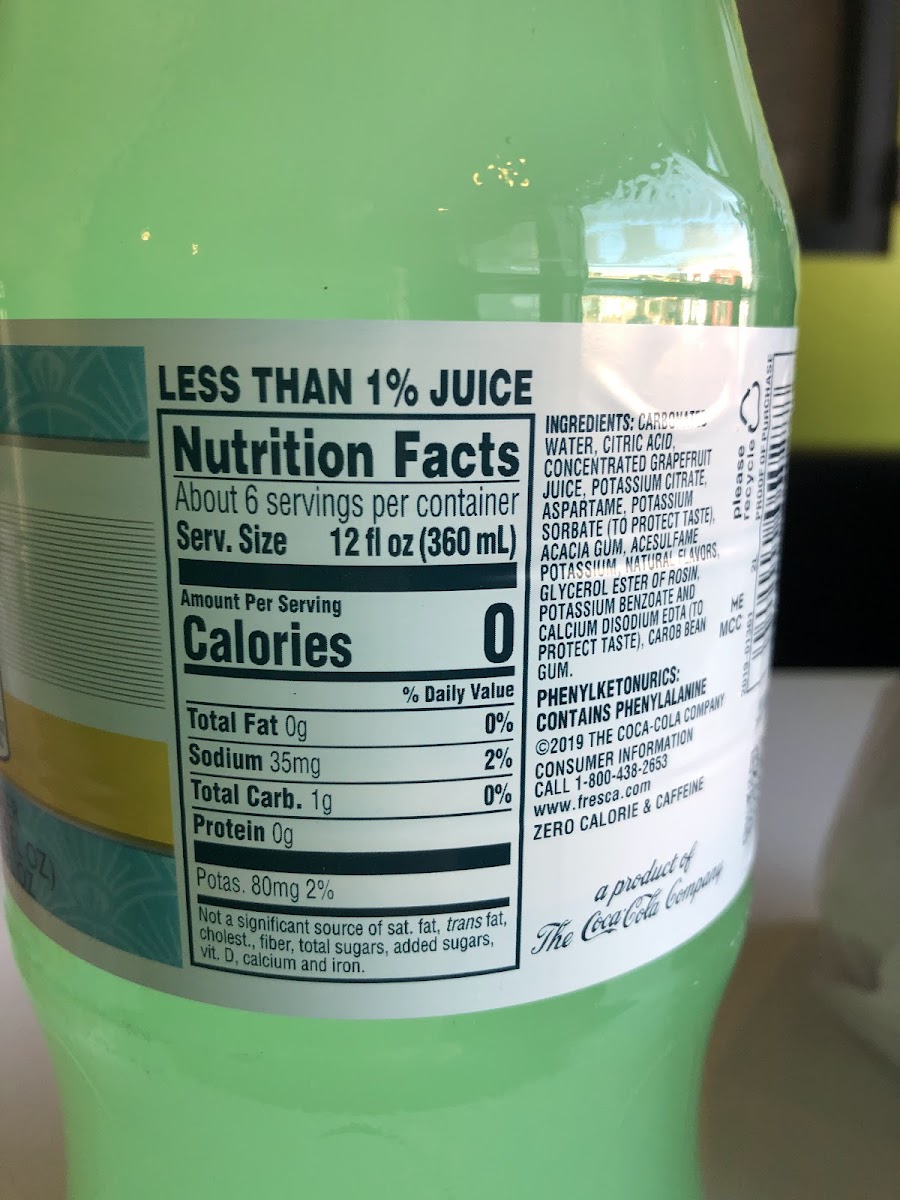 LESS THAN 1% JUICE
Nutrition Facts
About 6 servings per container
Serv. Size 12 fl oz (360 mL)
Amount Per Serving
Calories 0
% Daily Value
Total Fat 0g 0%
Sodium 35mg 2%
Total Carb. 1g 0%
Protein 0g
Potas. 80mg 2%
Not a significant source of sat. fat, trans fat,
cholest., fiber, total sugars, added sugars,
vit. D, calcium and iron.
INGREDIENTS: CARBONATED
WATER, CITRIC ACID,
CONCENTRATED GRAPEFRUIT
JUICE, POTASSIUM CITRATE,
ASPARTAME, POTASSIUM
SORBATE (TO PROTECT TASTE),
ACACIA GUM, ACESULFAME
POTASSIUM, NATURAL FLAVORS,
GLYCEROL ESTER OF ROSIN,
POTASSIUM BENZOATE AND
CALCIUM DISODIUM EDTA (TO
PROTECT TASTE), CAROB BEAN
GUM.
PHENYLKETONURICS:
CONTAINS PHENYLALANINE
©2019 THE COCA-COLA COMPANY
CONSUMER INFORMATION
CALL 1-800-438-2653
www.fresca.com
ZERO CALORIE & CAFFEINE
a product of
The Coca-Cola Company
please
recycle
PROOF OF PURCHASE
ME
MCC
2L
OZ)